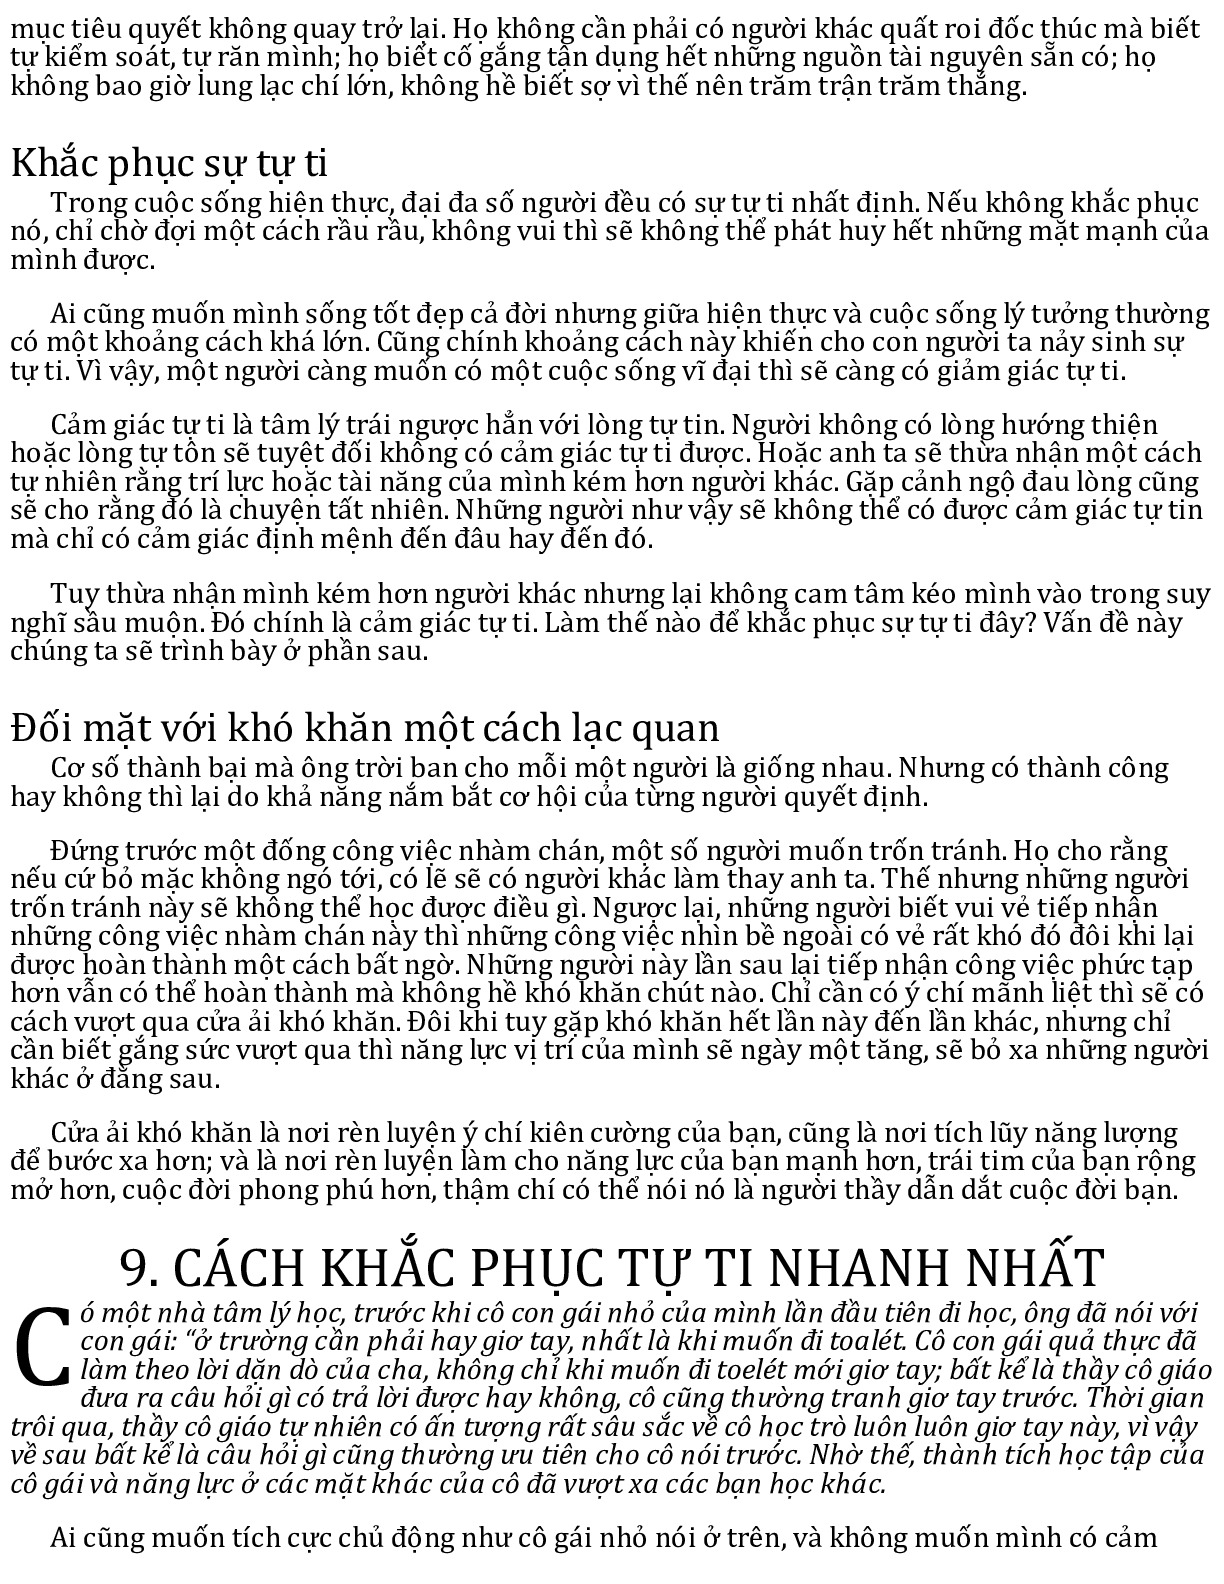 mục tiêu quyết không quay trở lại. Họ không cần phải có người khác quất roi đốc thúc mà biết
tự kiểm soát, tự răn mình; họ biết cố gắng tận dụng hết những nguồn tài nguyên sẵn có; họ
không bao giờ lung lạc chí lớn, không hề biết sợ vì thế nên trăm trận trăm thắng.
Khắc phục sự tự ti
Trong cuộc sống hiện thực, đại đa số người đều có sự tự ti nhất định. Nếu không khắc phục
nó, chỉ chờ đợi một cách rầu rầu, không vui thì sẽ không thể phát huy hết những mặt mạnh của
mình được.
Ai cũng muốn mình sống tốt đẹp cả đời nhưng giữa hiện thực và cuộc sống lý tưởng thường
có một khoảng cách khá lớn. Cũng chính khoảng cách này khiến cho con người ta nảy sinh sự
tự ti. Vì vậy, một người càng muốn có một cuộc sống vĩ đại thì sẽ càng có giảm giác tự ti.
Cảm giác tự ti là tâm lý trái ngược hẳn với lòng tự tin. Người không có lòng hướng thiện
hoặc lòng tự tôn sẽ tuyệt đối không có cảm giác tự ti được. Hoặc anh ta sẽ thừa nhận một cách
tự nhiên rằng trí lực hoặc tài năng của mình kém hơn người khác. Gặp cảnh ngộ đau lòng cũng
sẽ cho rằng đó là chuyện tất nhiên. Những người như vậy sẽ không thể có được cảm giác tự tin
mà chỉ có cảm giác định mệnh đến đâu hay đến đó.
Tuy thừa nhận mình kém hơn người khác nhưng lại không cam tâm kéo mình vào trong suy
nghĩ sầu muộn. Đó chính là cảm giác tự ti. Làm thế nào để khắc phục sự tự ti đây? Vấn đề này
chúng ta sẽ trình bày ở phần sau.
Đối mặt với khó khăn một cách lạc quan
Cơ số thành bại mà ông trời ban cho mỗi một người là giống nhau. Nhưng có thành công
hay không thì lại do khả năng nắm bắt cơ hội của từng người quyết định.
Đứng trước một đống công việc nhàm chán, một số người muốn trốn tránh. Họ cho rằng
nếu cứ bỏ mặc không ngó tới, có lẽ sẽ có người khác làm thay anh ta. Thế nhưng những người
trốn tránh này sẽ không thể học được điều gì. Ngược lại, những người biết vui vẻ tiếp nhận
những công việc nhàm chán này thì những công việc nhìn bề ngoài có vẻ rất khó đó đôi khi lại
được hoàn thành một cách bất ngờ. Những người này lần sau lại tiếp nhận công việc phức tạp
hơn vẫn có thể hoàn thành mà không hề khó khăn chút nào. Chỉ cần có ý chí mãnh liệt thì sẽ có
cách vượt qua cửa ải khó khăn. Đôi khi tuy gặp khó khăn hết lần này đến lần khác, nhưng chỉ
cần biết gắng sức vượt qua thì năng lực vị trí của mình sẽ ngày một tăng, sẽ bỏ xa những người
khác ở đằng sau.
Cửa ải khó khăn là nơi rèn luyện ý chí kiên cường của bạn, cũng là nơi tích lũy năng lượng
để bước xa hơn; và là nơi rèn luyện làm cho năng lực của bạn mạnh hơn, trái tim của bạn rộng
mở hơn, cuộc đời phong phú hơn, thậm chí có thể nói nó là người thầy dẫn dắt cuộc đời bạn.
9. CÁCH KHẮC PHỤC TỰ TI NHANH NHẤT
Có một nhà tâm lý học, trước khi cô con gái nhỏ của mình lần đầu tiên đi học, ông đã nói với
con gái: “ở trường cần phải hay giơ tay, nhất là khi muốn đi toalét. Cô con gái quả thực đã
làm theo lời dặn dò của cha, không chỉ khi muốn đi toelét mới giơ tay; bất kể là thầy cô giáo
đưa ra câu hỏi gì có trả lời được hay không, cô cũng thường tranh giơ tay trước. Thời gian
trôi qua, thầy cô giáo tự nhiên có ấn tượng rất sâu sắc về cô học trò luôn luôn giơ tay này, vì vậy
về sau bất kể là câu hỏi gì cũng thường ưu tiên cho cô nói trước. Nhờ thế, thành tích học tập của
cô gái và năng lực ở các mặt khác của cô đã vượt xa các bạn học khác.
Ai cũng muốn tích cực chủ động như cô gái nhỏ nói ở trên, và không muốn mình có cảm